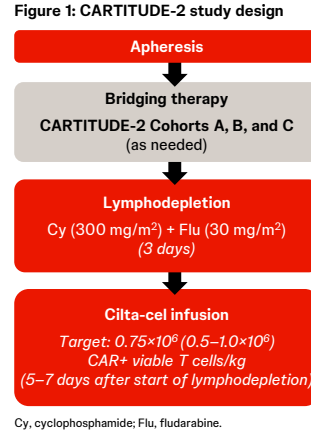 Figure 1: CARTITUDE-2 study design
Apheresis
Bridging therapy
CARTITUDE-2 Cohorts A, B, and C
(as needed)
Lymphodepletion
Cy (300 mg/m²) + Flu (30 mg/m²)
(3 days)
Cilta-cel infusion
Target: 0.75×10⁶ (0.5–1.0×10⁶)
CAR+ viable T cells/kg
(5–7 days after start of lymphodepletion)
Cy, cyclophosphamide; Flu, fludarabine.